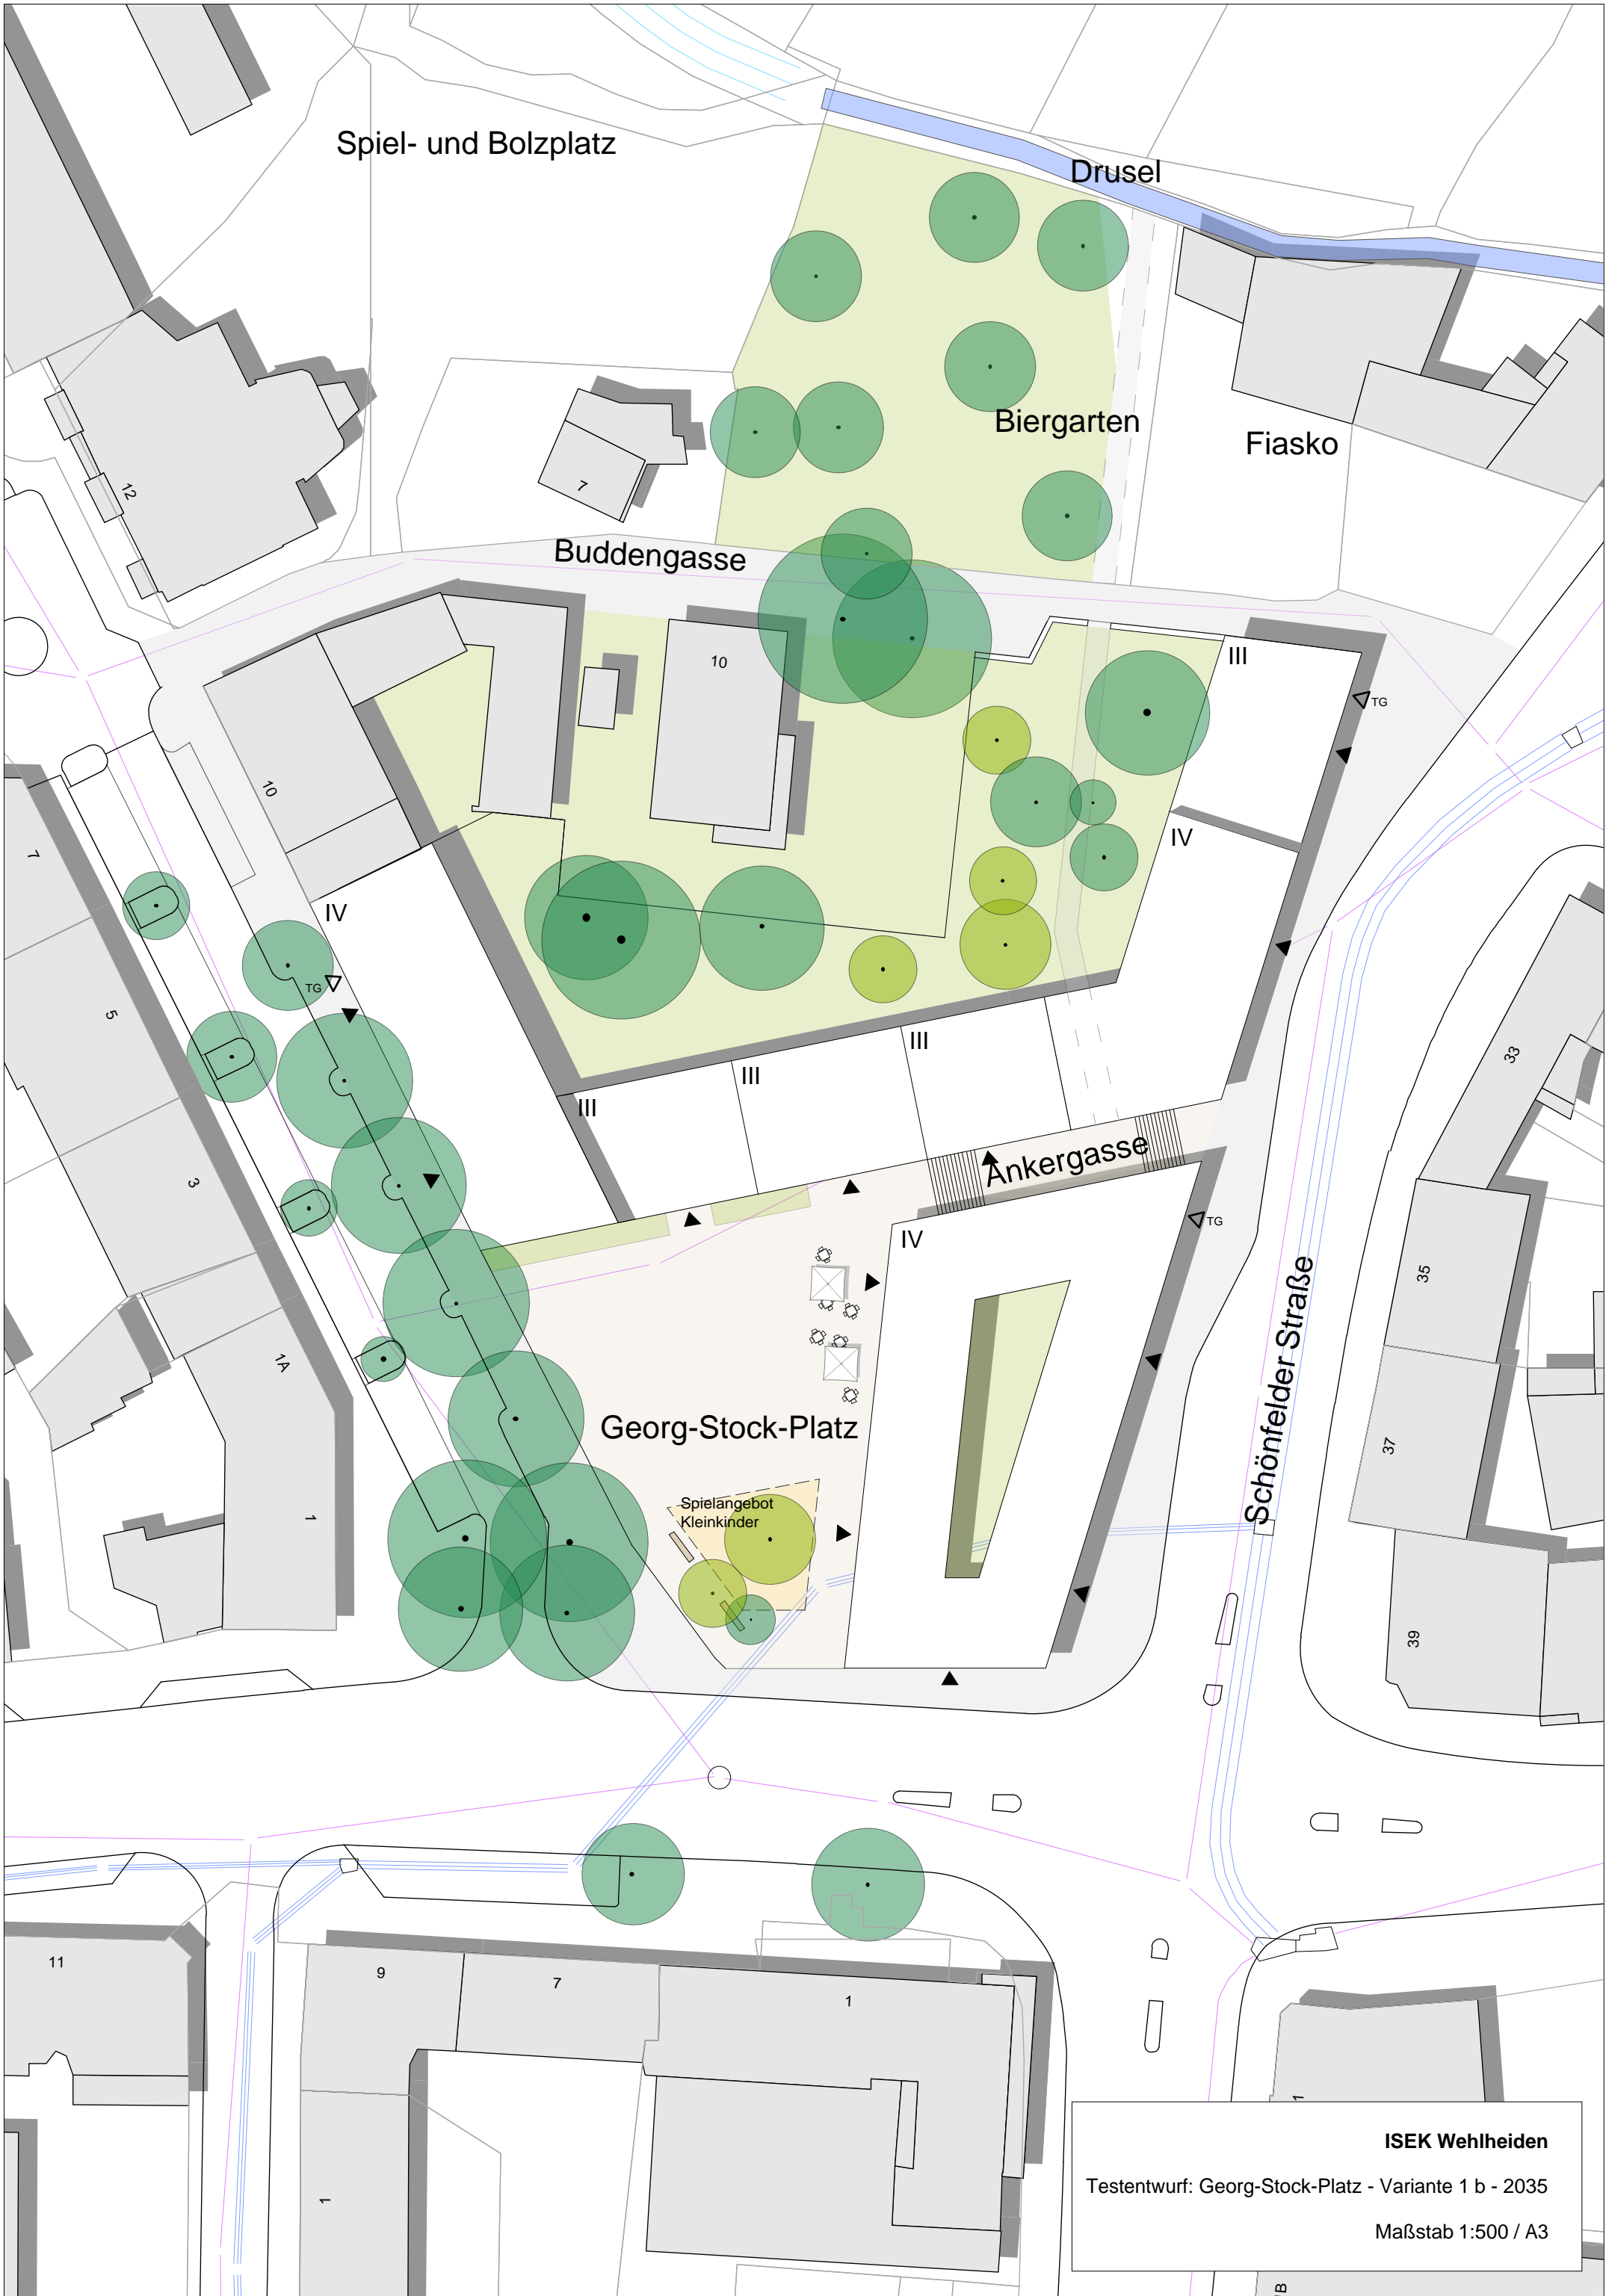 Spiel- und Bolzplatz
Drusel
Biergarten
Fiasko
12
7
Buddengasse
10
III
TG
10
IV
7
IV
TG
5
33
III
III
III
Ankergasse
3
TG
IV
35
1A
Schönfelder Straße
Georg-Stock-Platz
37
Spielangebot
Kleinkinder
1
39
11
9
7
1
1
1
B
ISEK Wehlheiden
Testentwurf: Georg-Stock-Platz - Variante 1 b - 2035
Maßstab 1:500 / A3